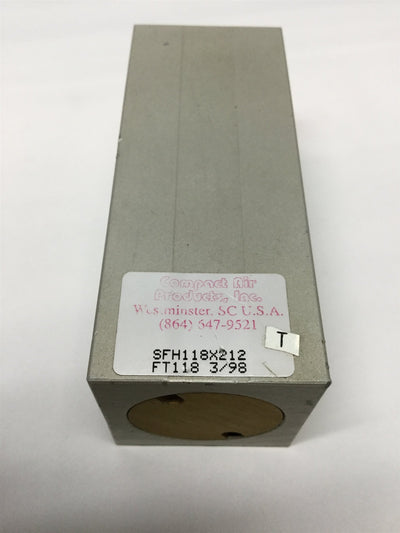 Compact Air
Products, Inc.
Westminster, SC U.S.A.
(864) 647-9521
T
SFH118X212
FT118 3/98